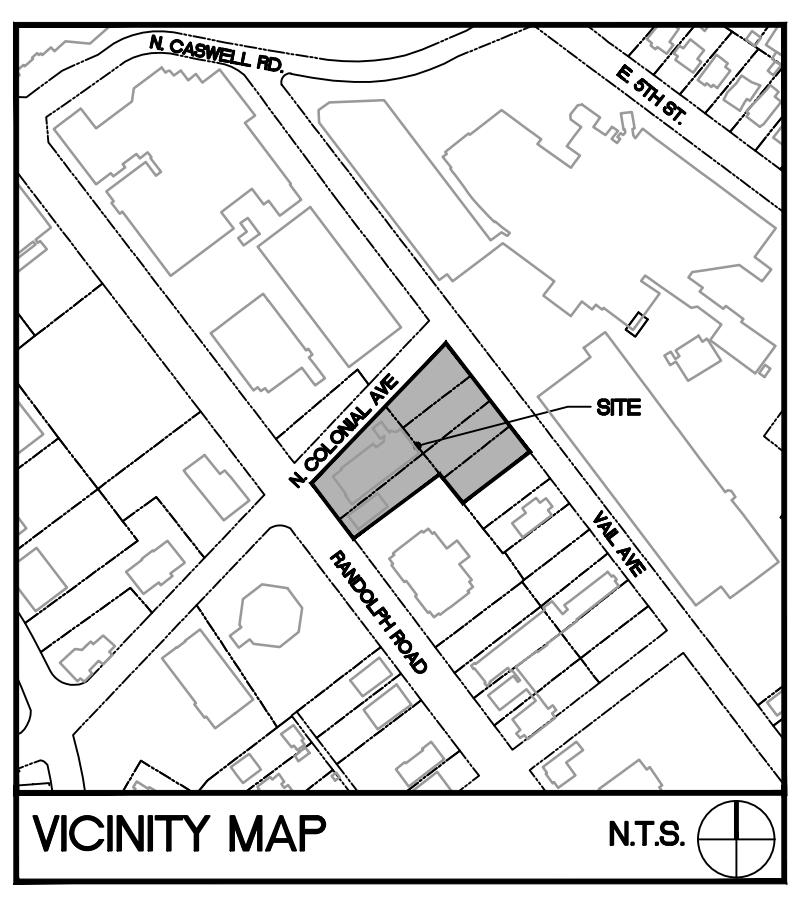 N. CASWELL RD.
E 5TH ST.
N. COLONIAL AVE
SITE
VAIL AVE
RANDOLPH ROAD
VICINITY MAP
N.T.S.